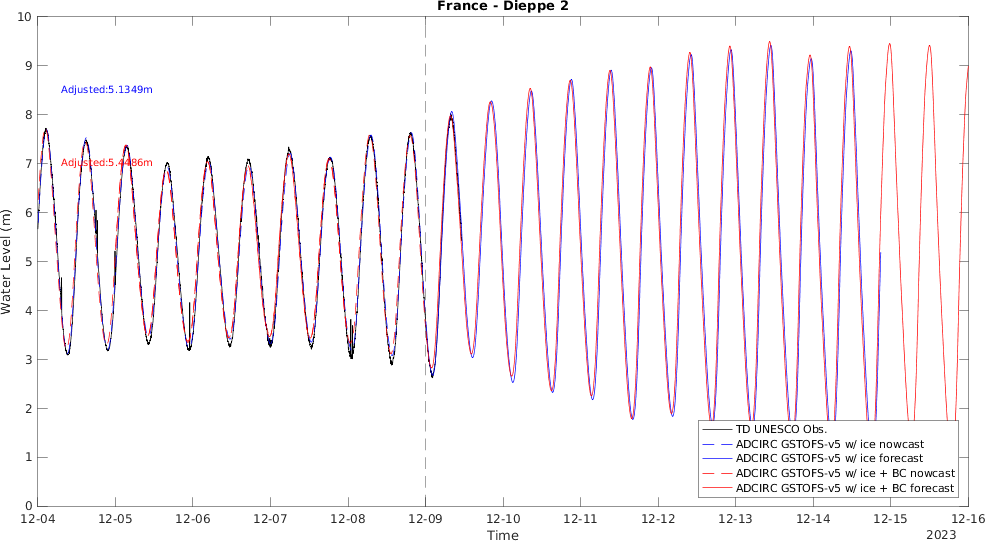 France - Dieppe 2
10
9
8
7
6
5
4
3
2
1
0
Water Level (m)
Adjusted:5.1349m
Adjusted:5.4486m
TD UNESCO Obs.
ADCIRC GSTOFS-v5 w/ ice nowcast
ADCIRC GSTOFS-v5 w/ ice forecast
ADCIRC GSTOFS-v5 w/ ice + BC nowcast
ADCIRC GSTOFS-v5 w/ ice + BC forecast
12-04 12-05 12-06 12-07 12-08 12-09 12-10 12-11 12-12 12-13 12-14 12-15 12-16
Time
2023